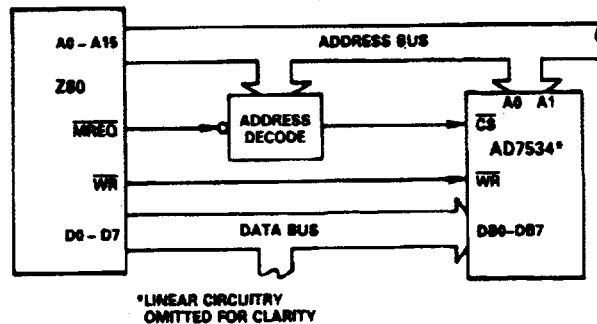 A0 – A15
ADDRESS BUS
Z80
MREQ
ADDRESS
DECODE
A0 A1
CS
AD7534*
WR
WR
D0 – D7
DATA BUS
DB0–DB7
*LINEAR CIRCUITRY
OMITTED FOR CLARITY